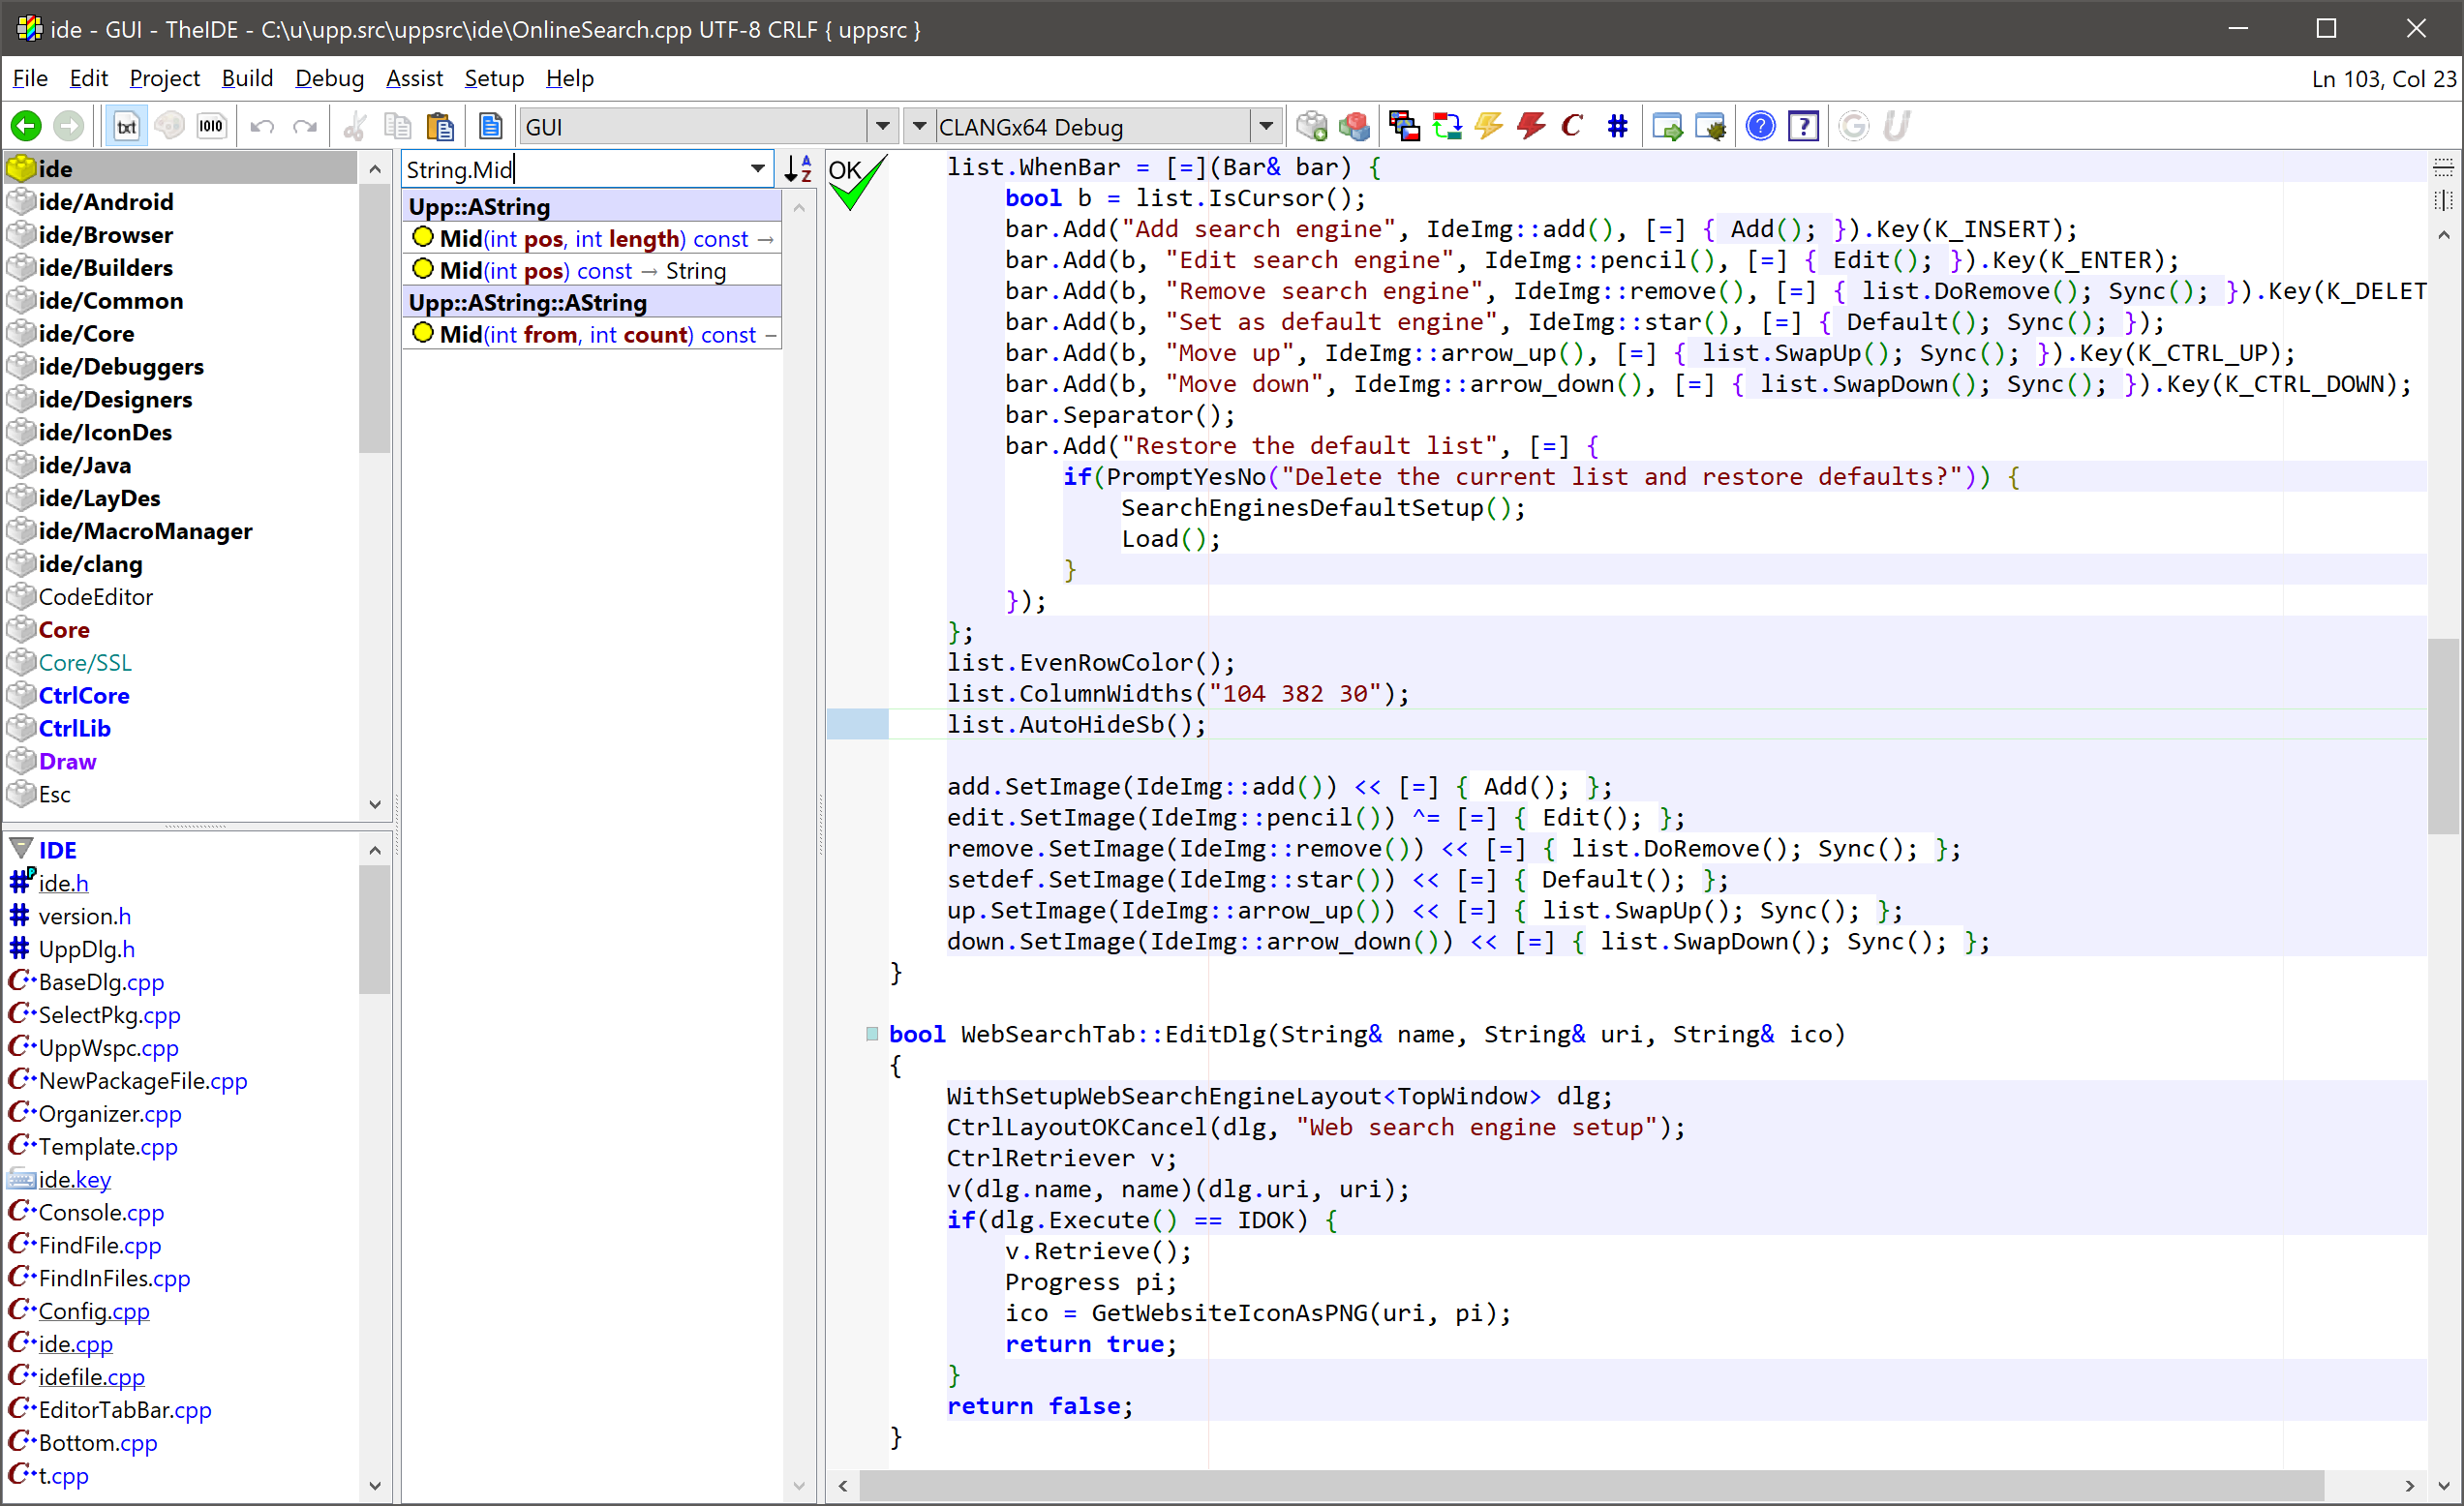 ide - GUI - TheIDE - C:\u\upp.src\uppsrc\ide\OnlineSearch.cpp UTF-8 CRLF { uppsrc }
File Edit Project Build Debug Assist Setup Help
Ln 103, Col 23
txt
1010
GUI
CLANGx64 Debug
ide
ide/Android
ide/Browser
ide/Builders
ide/Common
ide/Core
ide/Debuggers
ide/Designers
ide/IconDes
ide/Java
ide/LayDes
ide/MacroManager
ide/clang
CodeEditor
Core
Core/SSL
CtrlCore
CtrlLib
Draw
Esc
IDE
ide.h
version.h
UppDlg.h
BaseDlg.cpp
SelectPkg.cpp
UppWspc.cpp
NewPackageFile.cpp
Organizer.cpp
Template.cpp
ide.key
Console.cpp
FindFile.cpp
FindInFiles.cpp
Config.cpp
ide.cpp
idefile.cpp
EditorTabBar.cpp
Bottom.cpp
t.cpp
String.Mid
Upp::AString
Mid(int pos, int length) const →
Mid(int pos) const → String
Upp::AString::AString
Mid(int from, int count) const
OK
list.WhenBar = [=](Bar& bar) {
bool b = list.IsCursor();
bar.Add("Add search engine", IdeImg::add(), [=] { Add(); }).Key(K_INSERT);
bar.Add(b, "Edit search engine", IdeImg::pencil(), [=] { Edit(); }).Key(K_ENTER);
bar.Add(b, "Remove search engine", IdeImg::remove(), [=] { list.DoRemove(); Sync(); }).Key(K_DELET
bar.Add(b, "Set as default engine", IdeImg::star(), [=] { Default(); Sync(); });
bar.Add(b, "Move up", IdeImg::arrow_up(), [=] { list.SwapUp(); Sync(); }).Key(K_CTRL_UP);
bar.Add(b, "Move down", IdeImg::arrow_down(), [=] { list.SwapDown(); Sync(); }).Key(K_CTRL_DOWN);
bar.Separator();
bar.Add("Restore the default list", [=] {
if(PromptYesNo("Delete the current list and restore defaults?")) {
SearchEnginesDefaultSetup();
Load();
}
});
};
list.EvenRowColor();
list.ColumnWidths("104 382 30");
list.AutoHideSb();
add.SetImage(IdeImg::add()) << [=] { Add(); };
edit.SetImage(IdeImg::pencil()) ^= [=] { Edit(); };
remove.SetImage(IdeImg::remove()) << [=] { list.DoRemove(); Sync(); };
setdef.SetImage(IdeImg::star()) << [=] { Default(); };
up.SetImage(IdeImg::arrow_up()) << [=] { list.SwapUp(); Sync(); };
down.SetImage(IdeImg::arrow_down()) << [=] { list.SwapDown(); Sync(); };
}
bool WebSearchTab::EditDlg(String& name, String& uri, String& ico)
{
WithSetupWebSearchEngineLayout<TopWindow> dlg;
CtrlLayoutOKCancel(dlg, "Web search engine setup");
CtrlRetriever v;
v(dlg.name, name)(dlg.uri, uri);
if(dlg.Execute() == IDOK) {
v.Retrieve();
Progress pi;
ico = GetWebsiteIconAsPNG(uri, pi);
return true;
}
return false;
}